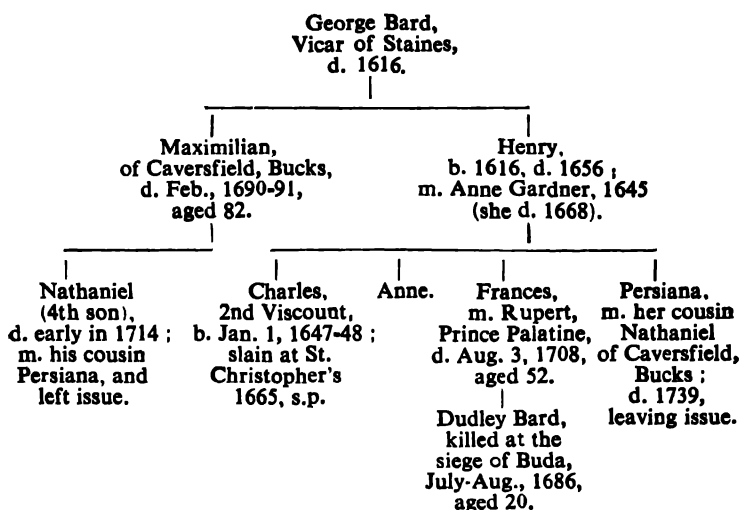 George Bard,
Vicar of Staines,
d. 1616.
Maximilian,
of Caversfield, Bucks,
d. Feb., 1690-91,
aged 82.
Henry,
b. 1616, d. 1656 ;
m. Anne Gardner, 1645
(she d. 1668).
Nathaniel
(4th son),
d. early in 1714 ;
m. his cousin
Persiana, and
left issue.
Charles,
2nd Viscount,
b. Jan. 1, 1647-48 ;
slain at St.
Christopher's
1665, s.p.
Anne.
Frances,
m. Rupert,
Prince Palatine,
d. Aug. 3, 1708,
aged 52.
Dudley Bard,
killed at the
siege of Buda,
July-Aug., 1686,
aged 20.
Persiana,
m. her cousin
Nathaniel
of Caversfield,
Bucks ;
d. 1739,
leaving issue.